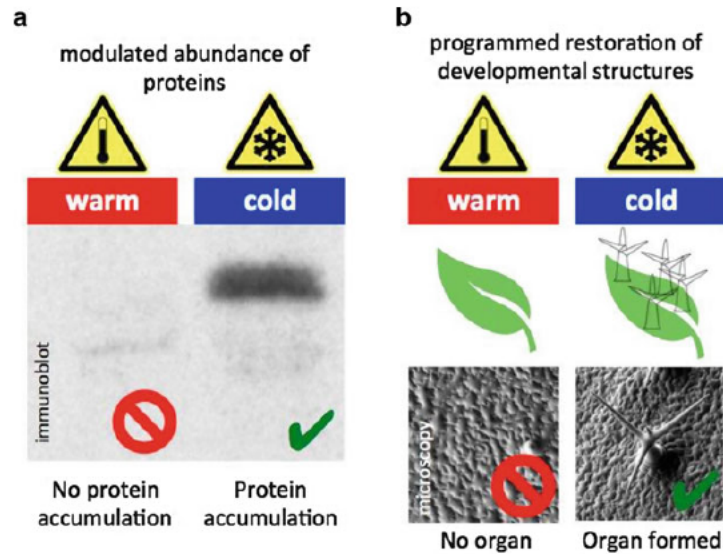 a
modulated abundance of
proteins
warm
cold
immunoblot
No protein
accumulation
Protein
accumulation
b
programmed restoration of
developmental structures
warm
cold
microscopy
No organ
Organ formed